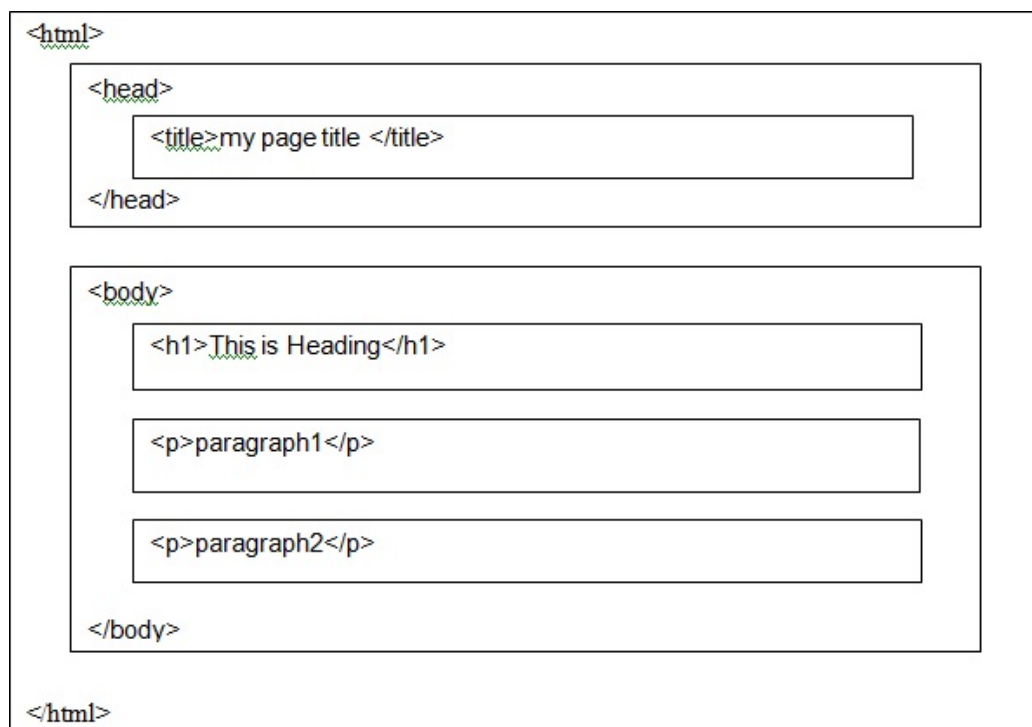 <html>
<head>
<title>my page title </title>
</head>
<body>
<h1>This is Heading</h1>
<p>paragraph1</p>
<p>paragraph2</p>
</body>
</html>